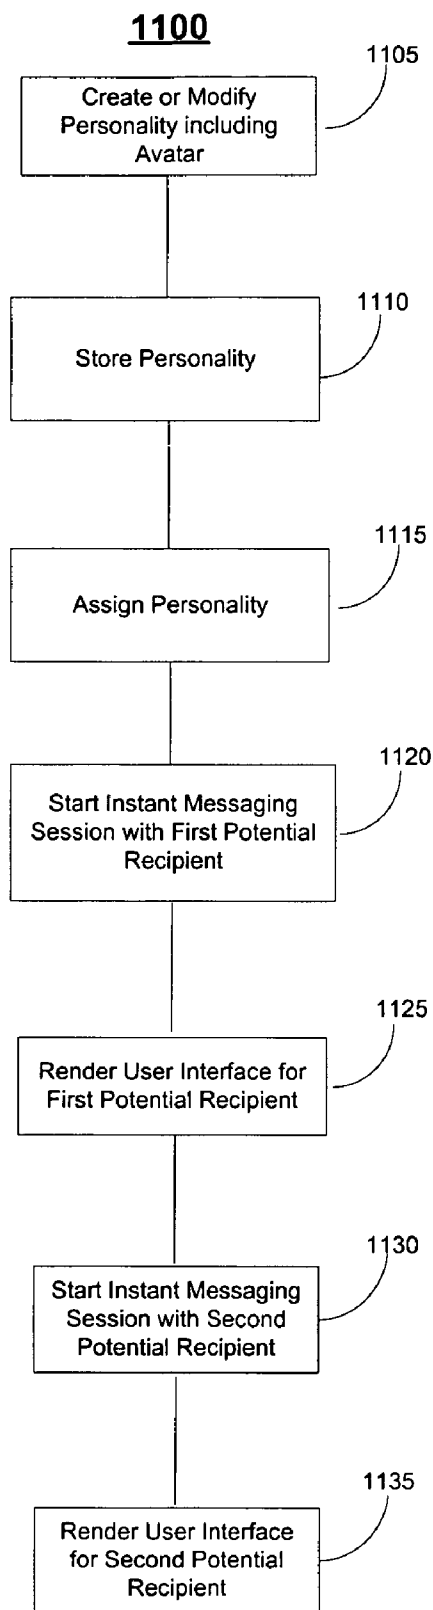 1100
1105
Create or Modify
Personality including
Avatar
1110
Store Personality
1115
Assign Personality
1120
Start Instant Messaging
Session with First Potential
Recipient
1125
Render User Interface for
First Potential Recipient
1130
Start Instant Messaging
Session with Second
Potential Recipient
1135
Render User Interface
for Second Potential
Recipient